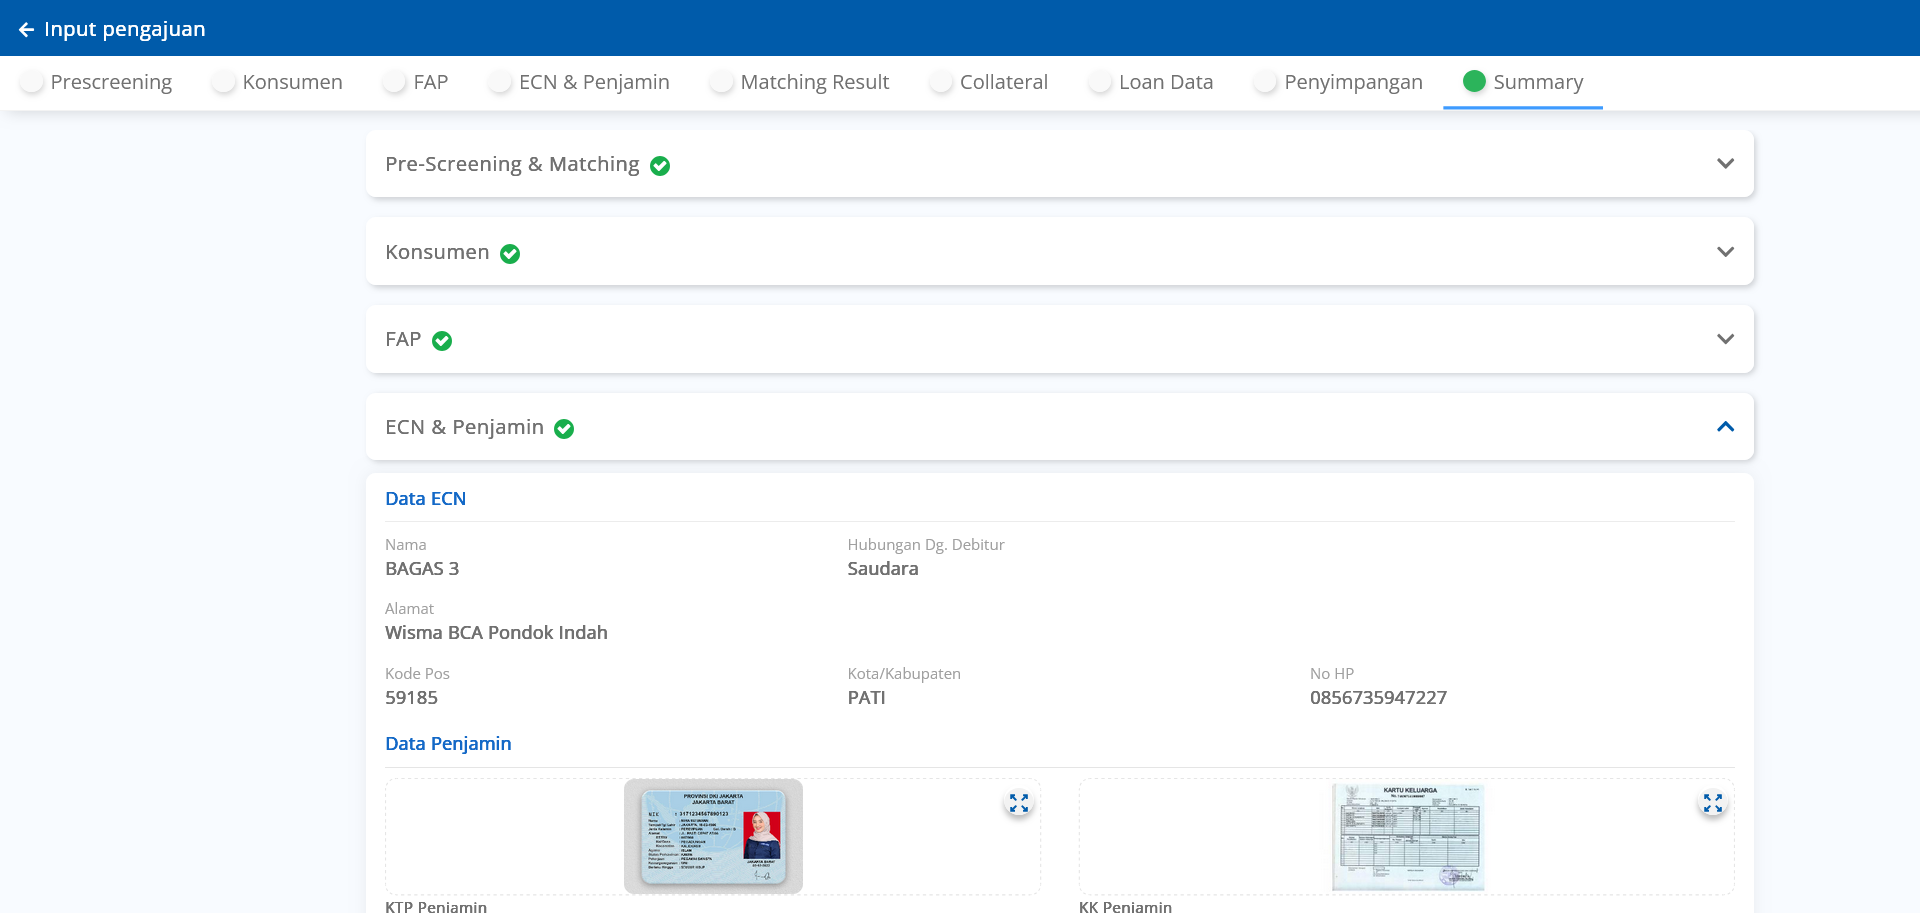 Input pengajuan
Prescreening Konsumen FAP ECN & Penjamin Matching Result Collateral Loan Data Penyimpangan Summary
Pre-Screening & Matching
Konsumen
FAP
ECN & Penjamin
Data ECN
Nama Hubungan Dg. Debitur
BAGAS 3 Saudara
Alamat
Wisma BCA Pondok Indah
Kode Pos Kota/Kabupaten No HP
59185 PATI 0856735947227
Data Penjamin
PROVINSI DKI JAKARTA
JAKARTA BARAT
NIK : 3171234567890123
KARTU KELUARGA
JAKARTA BARAT
KTP Penjamin KK Penjamin